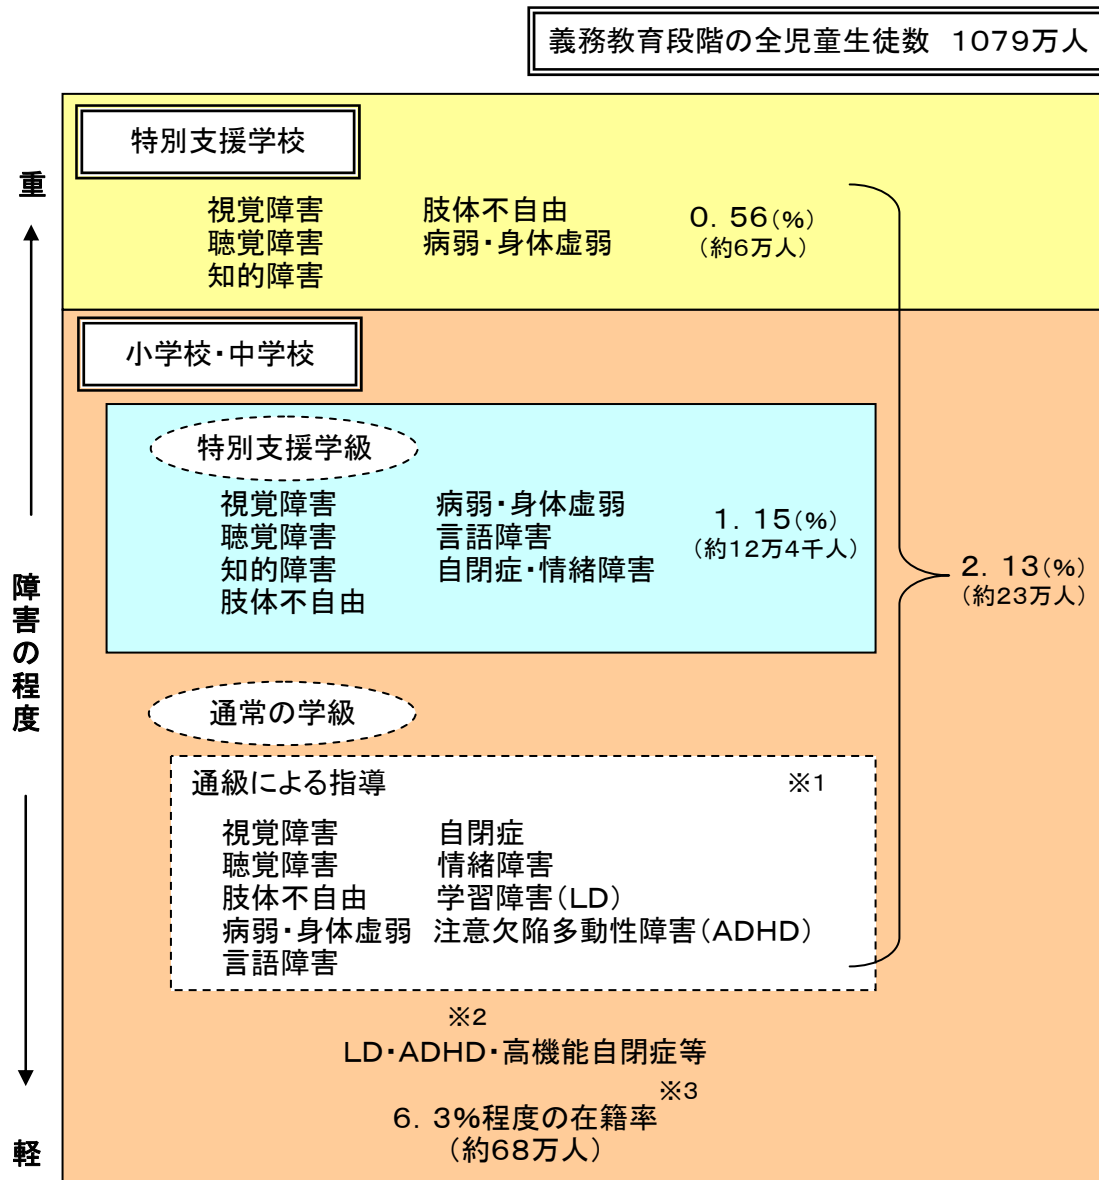 義務教育段階の全児童生徒数 1079万人
特別支援学校
重
視覚障害 肢体不自由
聴覚障害 病弱・身体虚弱
知的障害
0.56(%)
(約6万人)
小学校・中学校
特別支援学級
視覚障害 病弱・身体虚弱
聴覚障害 言語障害
知的障害 自閉症・情緒障害
肢体不自由
1.15(%)
(約12万4千人)
2.13(%)
(約23万人)
障害の程度
通常の学級
通級による指導 ※1
視覚障害 自閉症
聴覚障害 情緒障害
肢体不自由 学習障害(LD)
病弱・身体虚弱 注意欠陥多動性障害(ADHD)
言語障害
※2
LD・ADHD・高機能自閉症等
※3
6.3%程度の在籍率
(約68万人)
軽